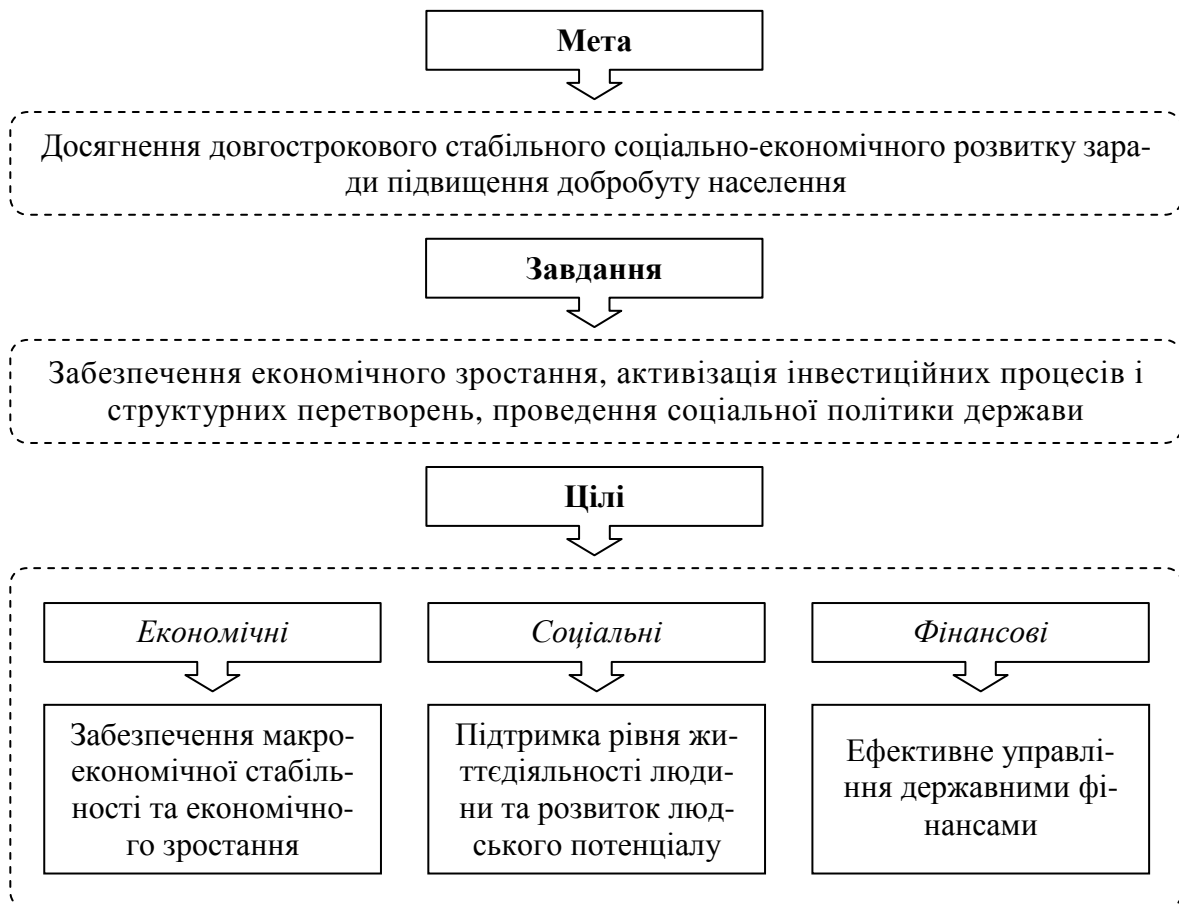 Мета
Досягнення довгострокового стабільного соціально-економічного розвитку зара-
ди підвищення добробуту населення
Завдання
Забезпечення економічного зростання, активізація інвестиційних процесів і
структурних перетворень, проведення соціальної політики держави
Цілі
Економічні
Забезпечення макро-
економічної стабіль-
ності та економічно-
го зростання
Соціальні
Підтримка рівня жи-
ттєдіяльності люди-
ни та розвиток люд-
ського потенціалу
Фінансові
Ефективне управлі-
ння державними фі-
нансами